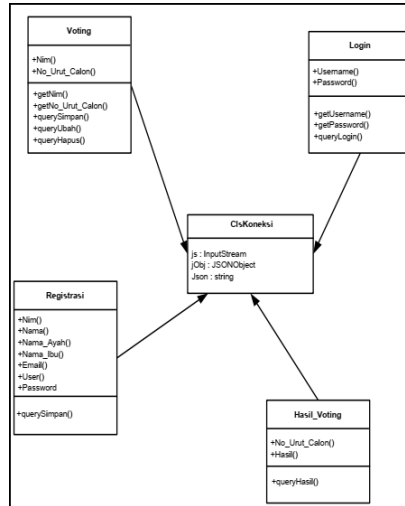 Voting
+Nim()
+No_Urut_Calon()
+getNim()
+getNo_Urut_Calon()
+querySimpan()
+queryUbah()
+queryHapus()
Login
+Username()
+Password()
+getUsername()
+getPassword()
+queryLogin()
ClsKoneksi
js : InputStream
jObj : JSONObject
Json : string
Registrasi
+Nim()
+Nama()
+Nama_Ayah()
+Nama_Ibu()
+Email()
+User()
+Password
+querySimpan()
Hasil_Voting
+No_Urut_Calon()
+Hasil()
+queryHasil()